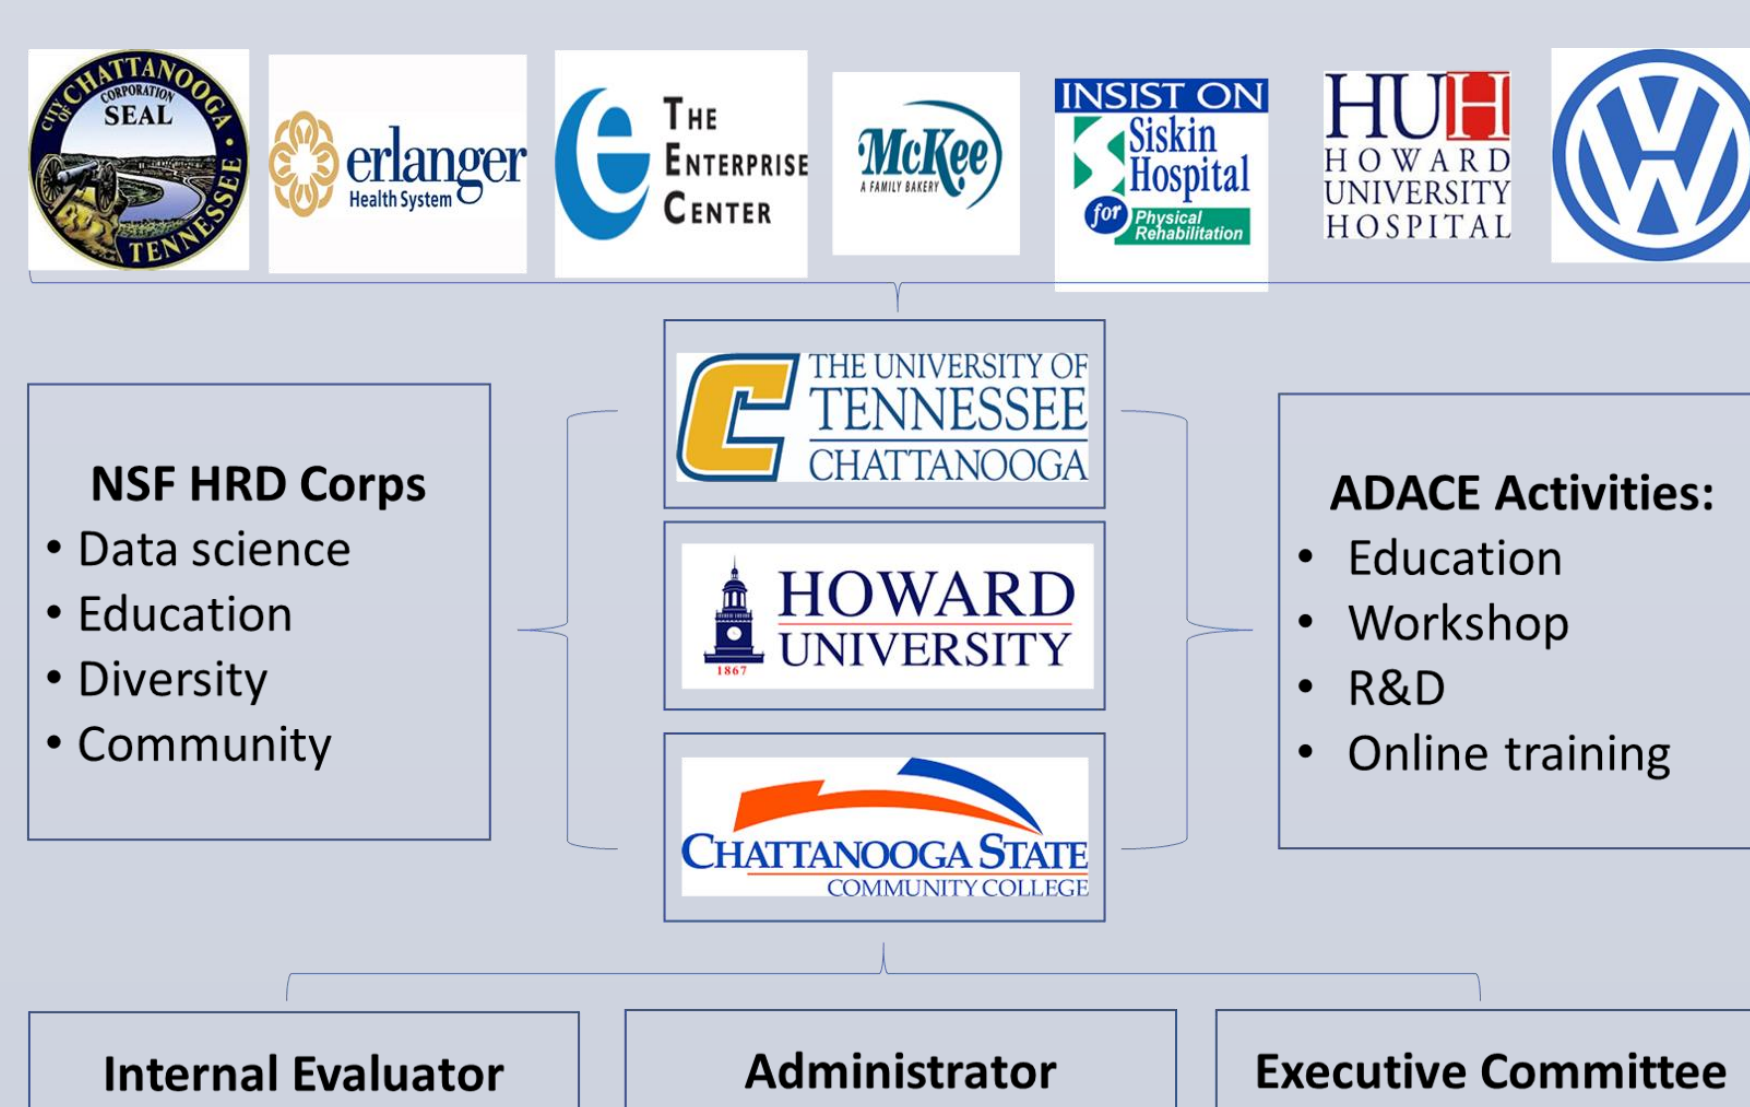 CITY OF CHATTANOOGA TENNESSEE
CORPORATION
SEAL
erlanger
Health System
THE
ENTERPRISE
CENTER
McKee
A FAMILY BAKERY
INSIST ON
Siskin
Hospital
for Physical
Rehabilitation
HUH
HOWARD
UNIVERSITY
HOSPITAL
VW
C
THE UNIVERSITY OF
TENNESSEE
CHATTANOOGA
NSF HRD Corps
• Data science
• Education
• Diversity
• Community
HOWARD
UNIVERSITY
1867
CHATTANOOGA STATE
COMMUNITY COLLEGE
ADACE Activities:
• Education
• Workshop
• R&D
• Online training
Internal Evaluator
Administrator
Executive Committee